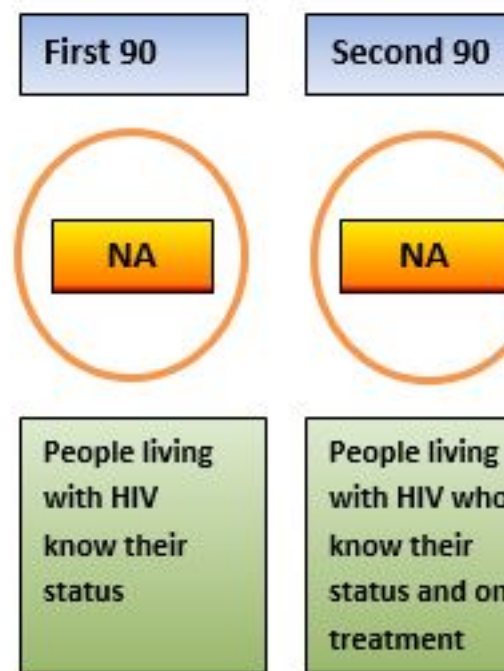 First 90
Second 90
NA
NA
People living
with HIV
know their
status
People living
with HIV who
know their
status and on
treatment